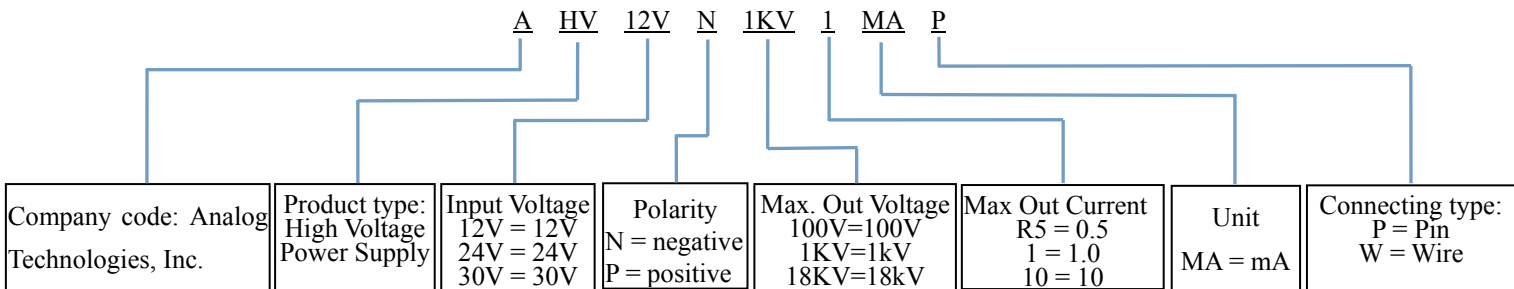 A HV 12V N 1KV 1 MA P
Company code: Analog
Technologies, Inc.
Product type:
High Voltage
Power Supply
Input Voltage
12V = 12V
24V = 24V
30V = 30V
Polarity
N = negative
P = positive
Max. Out Voltage
100V=100V
1KV=1kV
18KV=18kV
Max Out Current
R5 = 0.5
1 = 1.0
10 = 10
Unit
MA = mA
Connecting type:
P = Pin
W = Wire